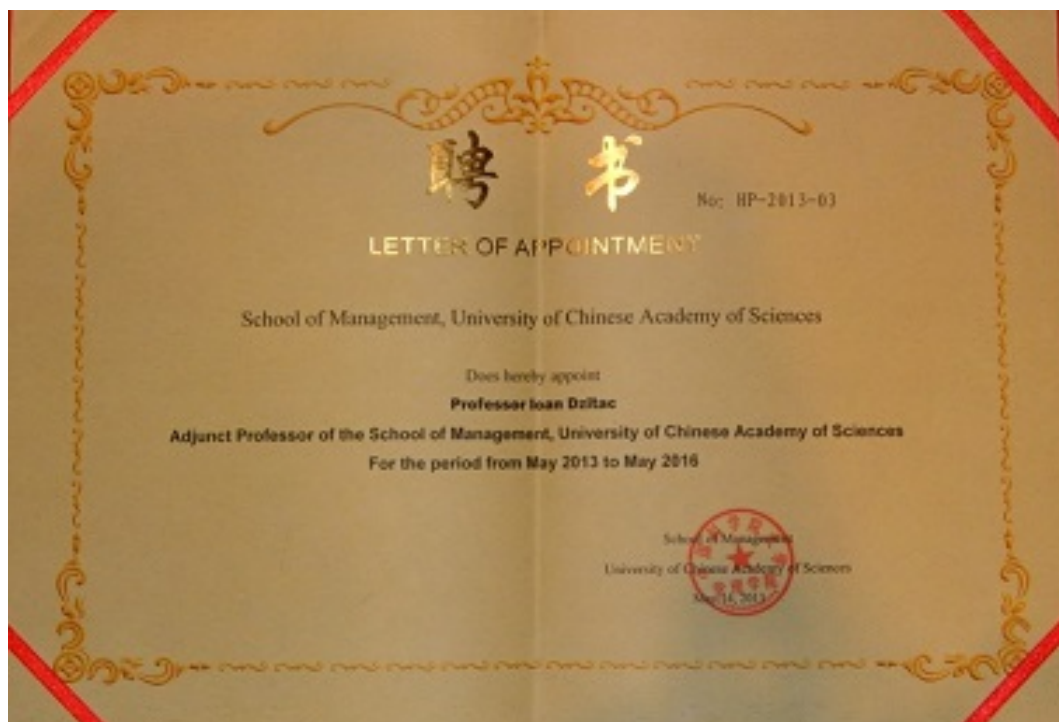 聘 书
No: HP-2013-03
LETTER OF APPOINTMENT
School of Management, University of Chinese Academy of Sciences
Does hereby appoint
Professor Ioan Dzitac
Adjunct Professor of the School of Management, University of Chinese Academy of Sciences
For the period from May 2013 to May 2016
School of Management
University of Chinese Academy of Sciences
16, 2013